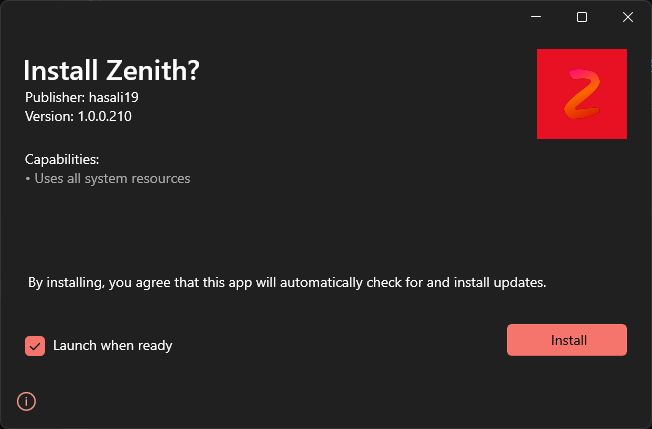 Install Zenith?
Publisher: hasali19
Version: 1.0.0.210
Capabilities:
• Uses all system resources
By installing, you agree that this app will automatically check for and install updates.
Launch when ready
Install